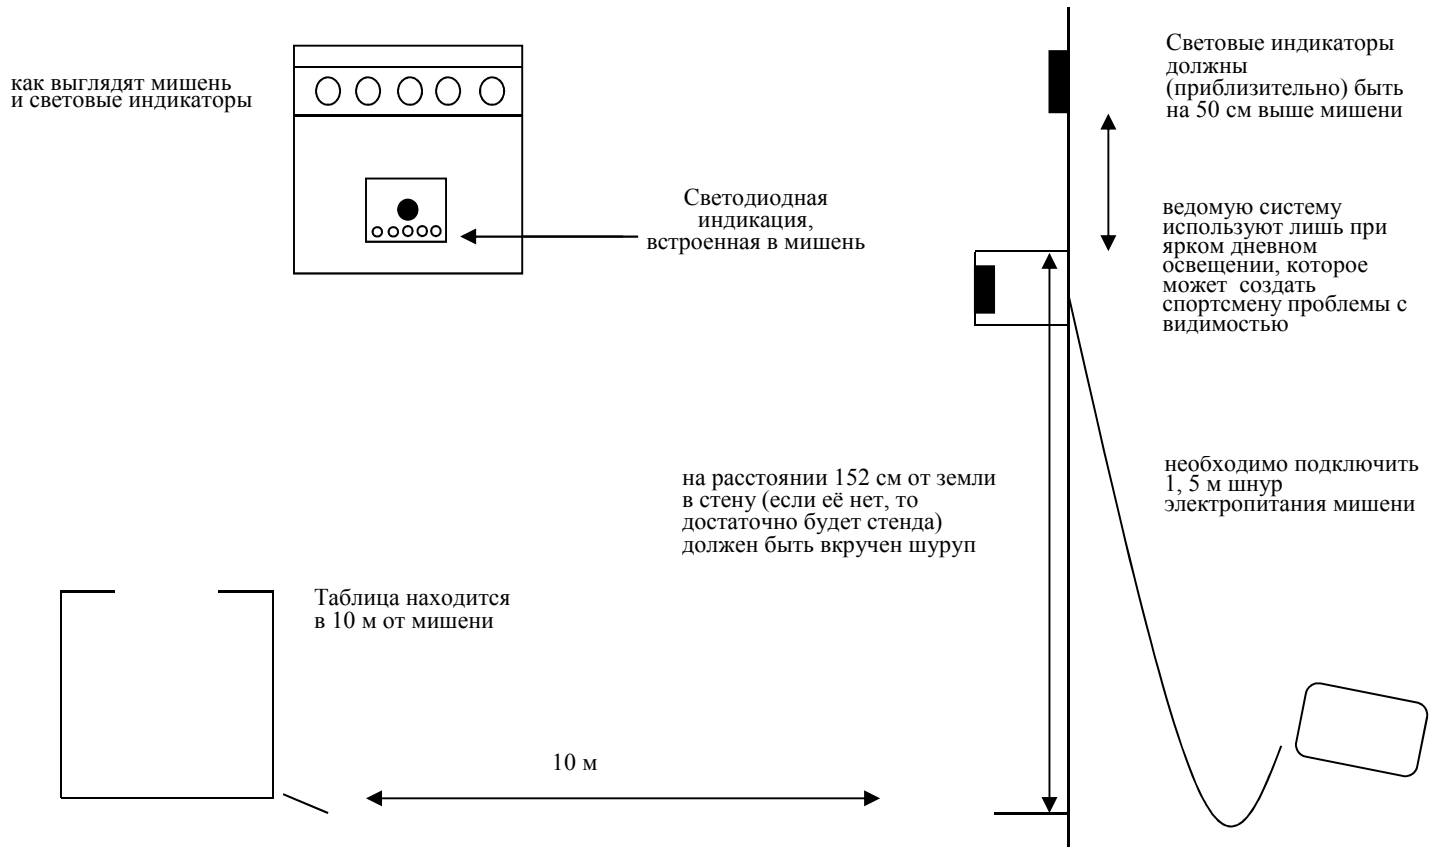 как выглядят мишень
и световые индикаторы
Световые индикаторы
должны
(приблизительно) быть
на 50 см выше мишени
Светодиодная
индикация,
встроенная в мишень
ведомую систему
используют лишь при
ярком дневном
освещении, которое
может создать
спортсмену проблемы с
видимостью
на расстоянии 152 см от земли
в стену (если её нет, то
достаточно будет стенда)
должен быть вкручен шуруп
необходимо подключить
1, 5 м шнур
электропитания мишени
Таблица находится
в 10 м от мишени
10 м